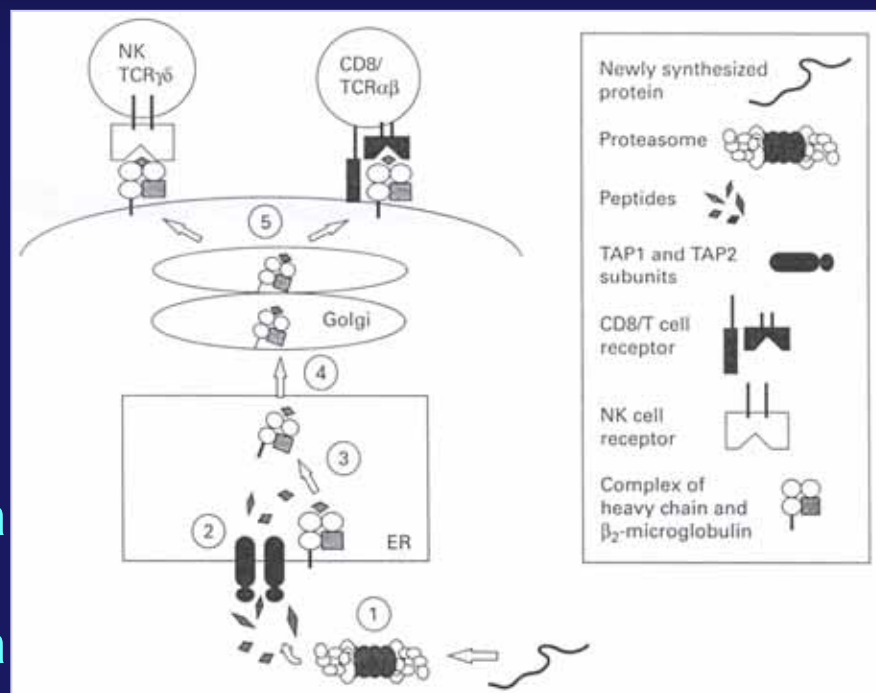 NK
TCRγδ
CD8/
TCRαβ
5
Golgi
4
3
2
ER
1
Newly synthesized
protein
Proteasome
Peptides
TAP1 and TAP2
subunits
CD8/T cell
receptor
NK cell
receptor
Complex of
heavy chain and
β₂-microglobulin